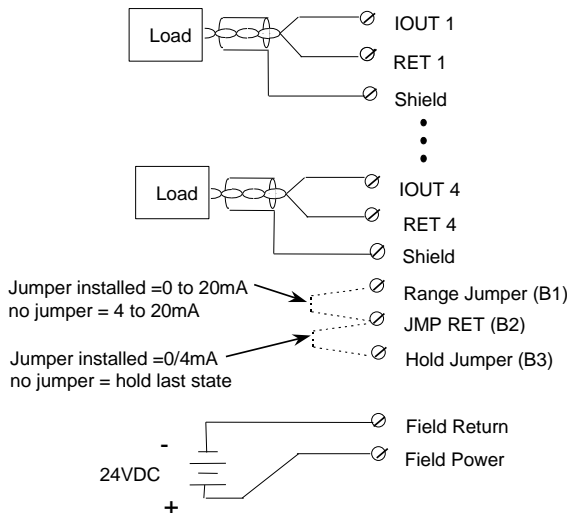 Load
IOUT 1
RET 1
Shield
Load
IOUT 4
RET 4
Shield
Jumper installed =0 to 20mA
no jumper = 4 to 20mA
Range Jumper (B1)
JMP RET (B2)
Jumper installed =0/4mA
no jumper = hold last state
Hold Jumper (B3)
Field Return
-
24VDC
Field Power
+